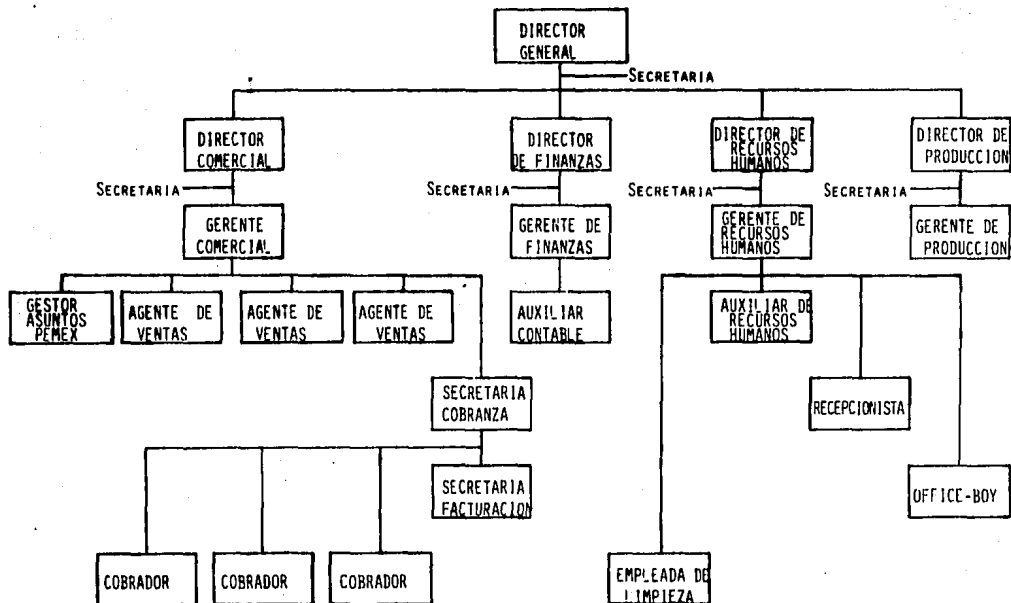 DIRECTOR
GENERAL
SECRETARIA
DIRECTOR
COMERCIAL
DIRECTOR
DE FINANZAS
DIRECTOR DE
RECURSOS
HUMANOS
DIRECTOR DE
PRODUCCION
SECRETARIA
SECRETARIA
SECRETARIA
SECRETARIA
GERENTE
COMERCIAL
GERENTE DE
FINANZAS
GERENTE DE
RECURSOS
HUMANOS
GERENTE DE
PRODUCCION
GESTOR
ASUNTOS
PEMEX
AGENTE DE
VENTAS
AGENTE DE
VENTAS
AGENTE DE
VENTAS
AUXILIAR
CONTABLE
AUXILIAR DE
RECURSOS
HUMANOS
SECRETARIA
COBRANZA
RECEPCIONISTA
SECRETARIA
FACTURACION
OFFICE-BOY
COBRADOR
COBRADOR
COBRADOR
EMPLEADA DE
LIMPIEZA